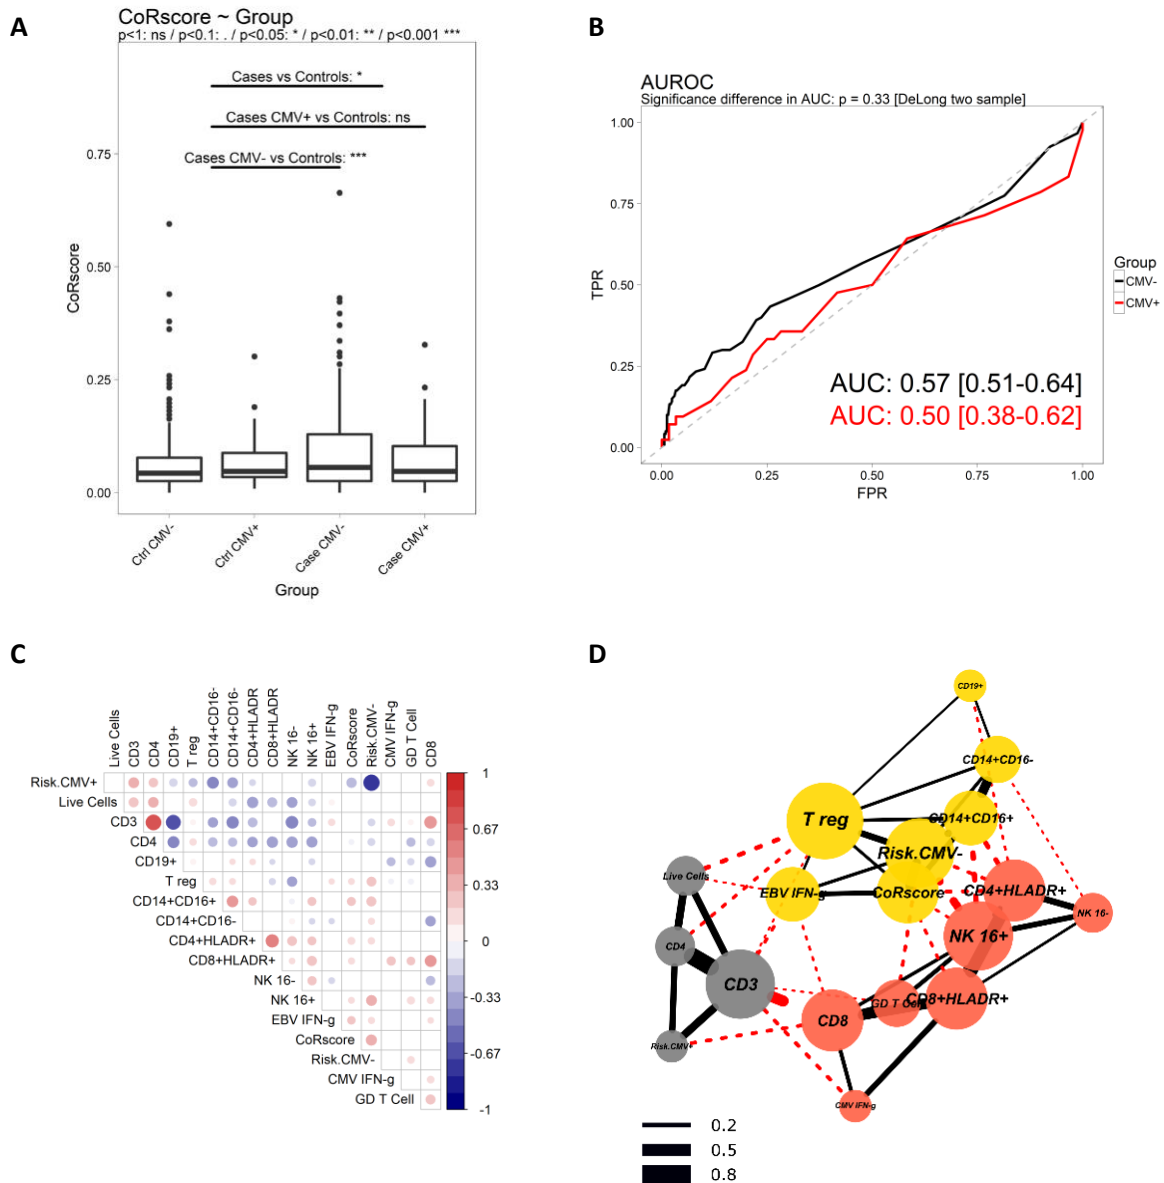 A
CoRscore ~ Group
p<1: ns / p<0.1: . / p<0.05: * / p<0.01: ** / p<0.001 ***
Cases vs Controls: *
Cases CMV+ vs Controls: ns
Cases CMV- vs Controls: ***
0.75
0.50
0.25
0.00
CoRscore
Ctrl CMV-
Ctrl CMV+
Case CMV-
Case CMV+
Group
B
AUROC
Significance difference in AUC: p = 0.33 [DeLong two sample]
1.00
0.75
0.50
0.25
0.00
TPR
AUC: 0.57 [0.51-0.64]
AUC: 0.50 [0.38-0.62]
0.00
0.25
0.50
0.75
1.00
FPR
Group
CMV-
CMV+
C
Live Cells
CD3
CD4
CD19+
T reg
CD14+CD16-
CD14+CD16-
CD4+HLADR
CD8+HLADR
NK 16-
NK 16+
EBV IFN-g
CoRscore
Risk.CMV-
CMV IFN-g
GD T Cell
CD8
Risk.CMV+
Live Cells
CD3
CD4
CD19+
T reg
CD14+CD16+
CD14+CD16-
CD4+HLADR+
CD8+HLADR+
NK 16-
NK 16+
EBV IFN-g
CoRscore
Risk.CMV-
CMV IFN-g
GD T Cell
1
0.67
0.33
0
-0.33
-0.67
-1
D
CD19+
CD14+CD16-
T reg
CD14+CD16+
Risk.CMV-
Live Cells
EBV IFN-g
CoRscore
CD4+HLADR+
NK 16-
CD4
NK 16+
CD3
GD T Cell
CD8+HLADR+
CD8
Risk.CMV+
CMV IFN-g
0.2
0.5
0.8